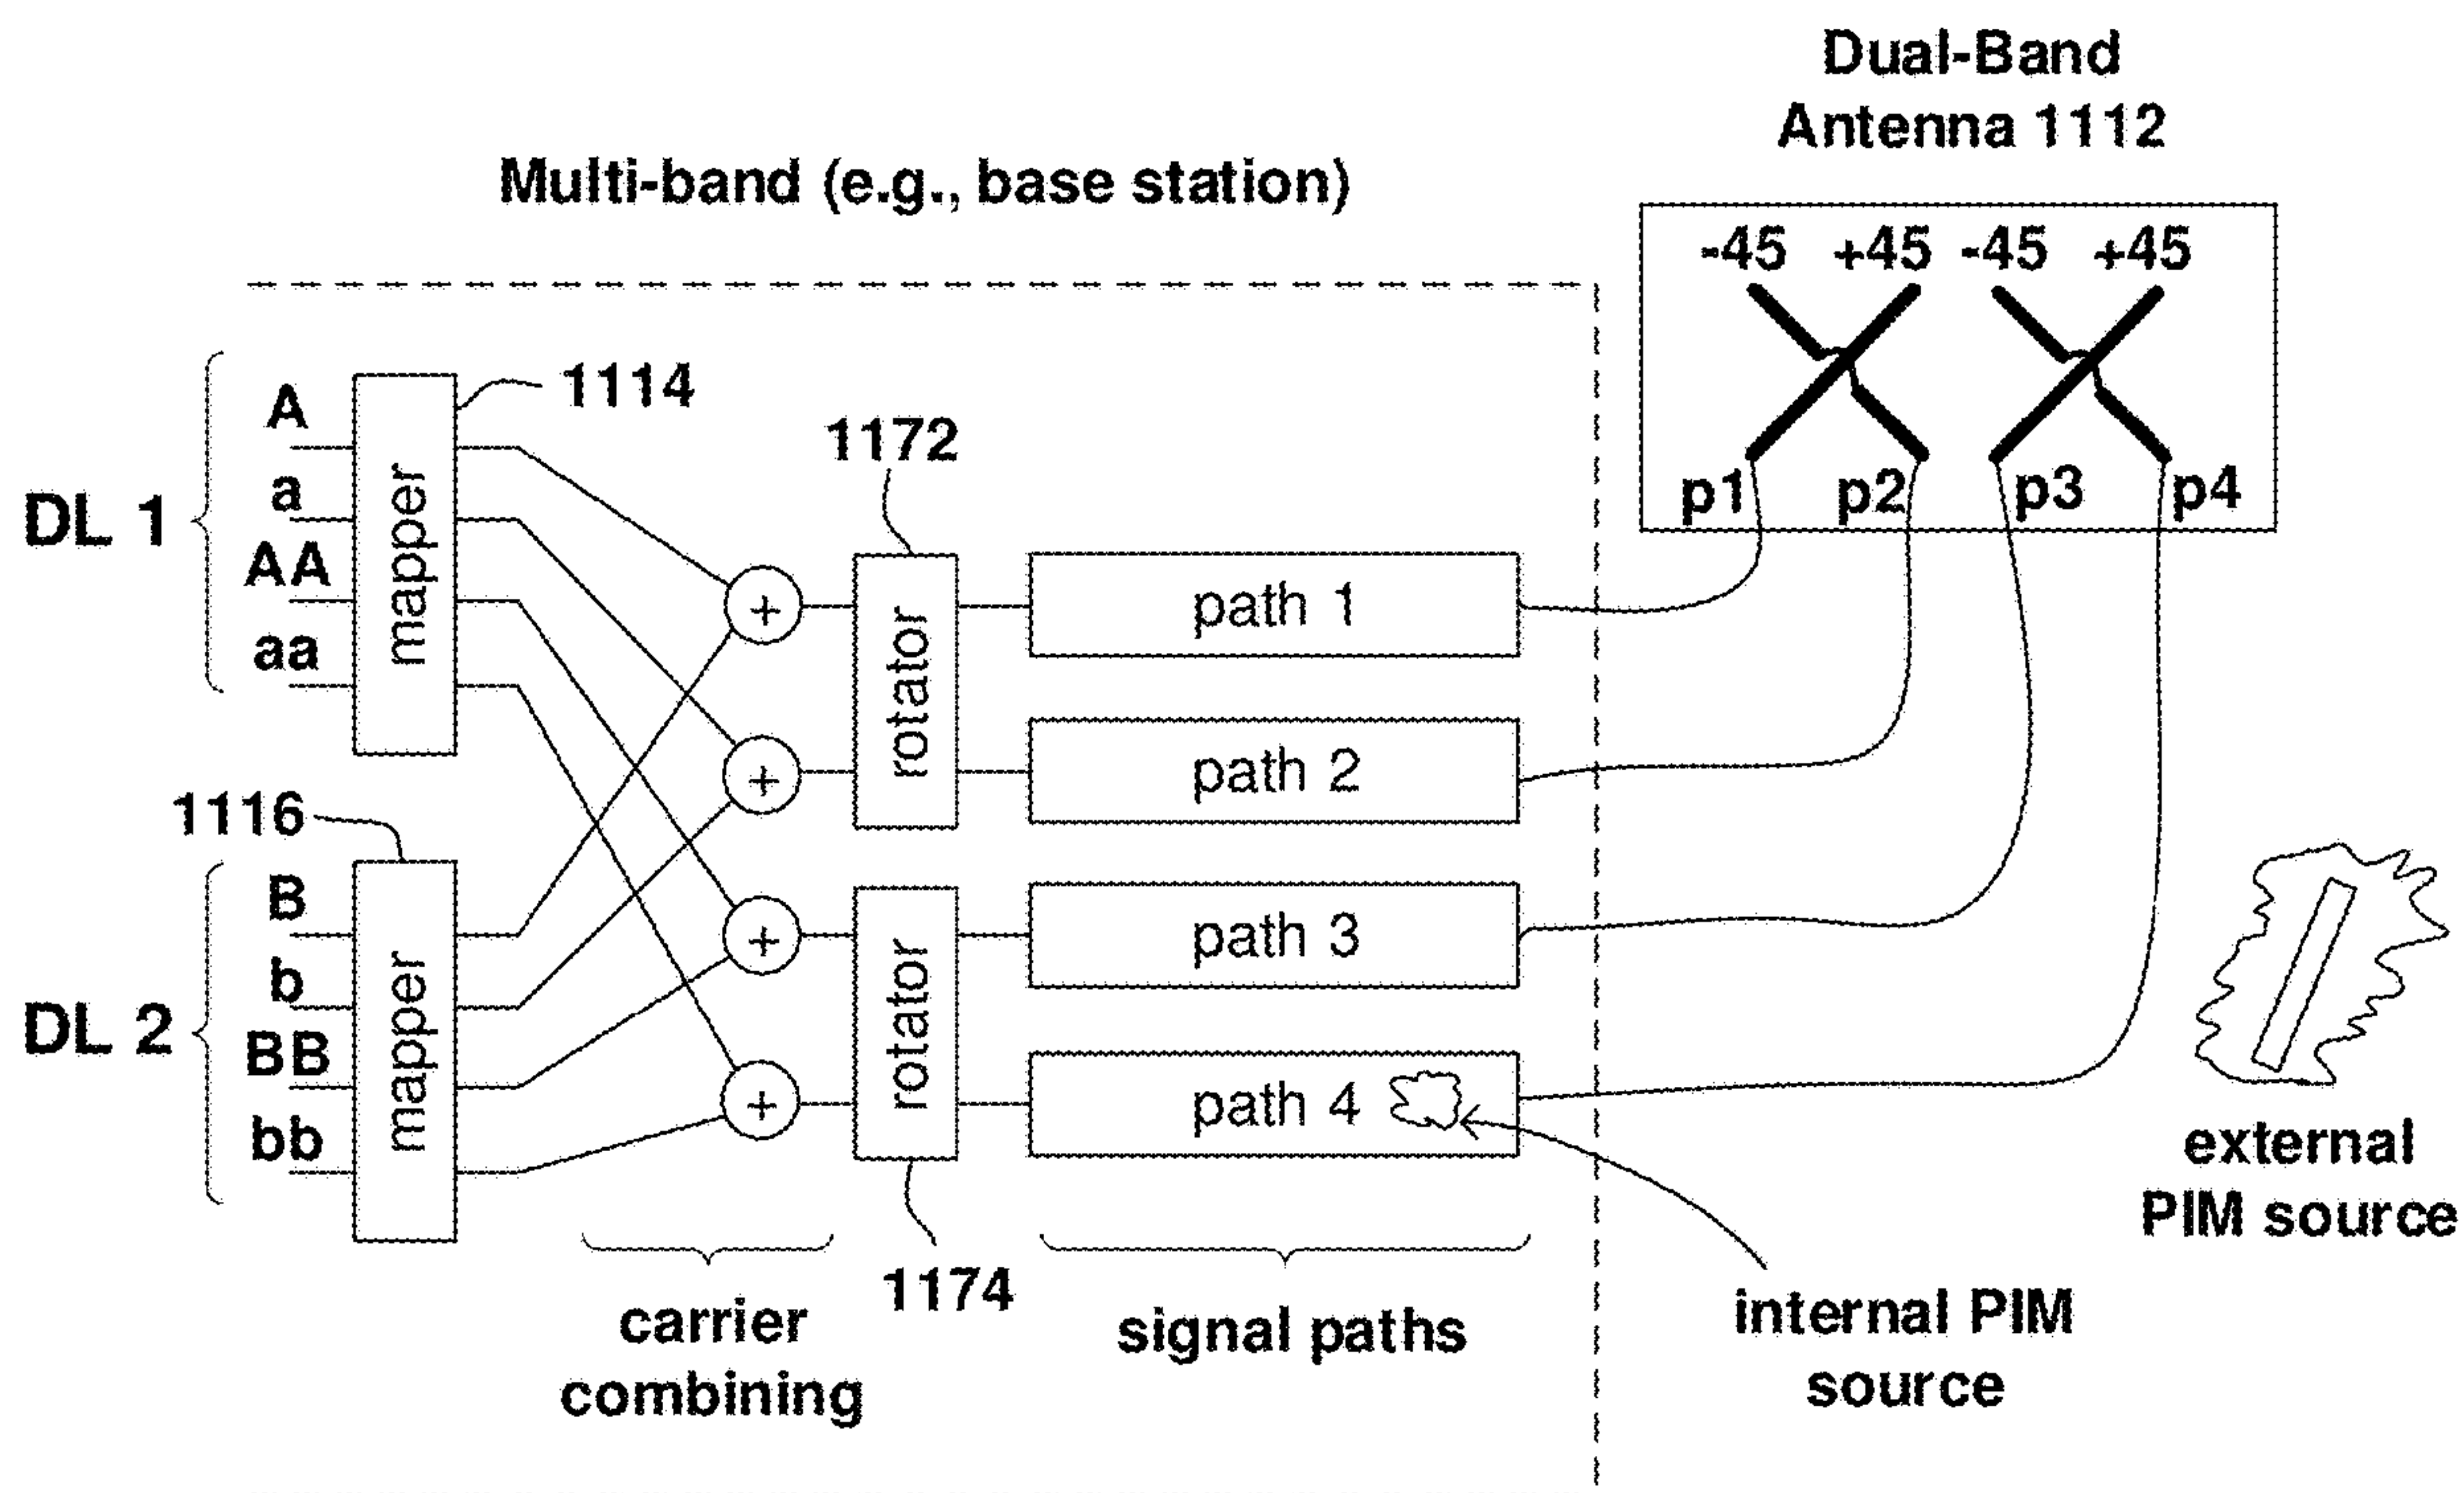 Dual-Band
Antenna 1112
Multi-band (e.g., base station)
-45 +45 -45 +45
p1 p2 p3 p4
DL 1
A
a
AA
aa
mapper
1114
1172
1116
DL 2
B
b
BB
bb
mapper
+
+
+
+
rotator
rotator
1174
path 1
path 2
path 3
path 4
carrier
combining
signal paths
internal PIM
source
external
PIM source